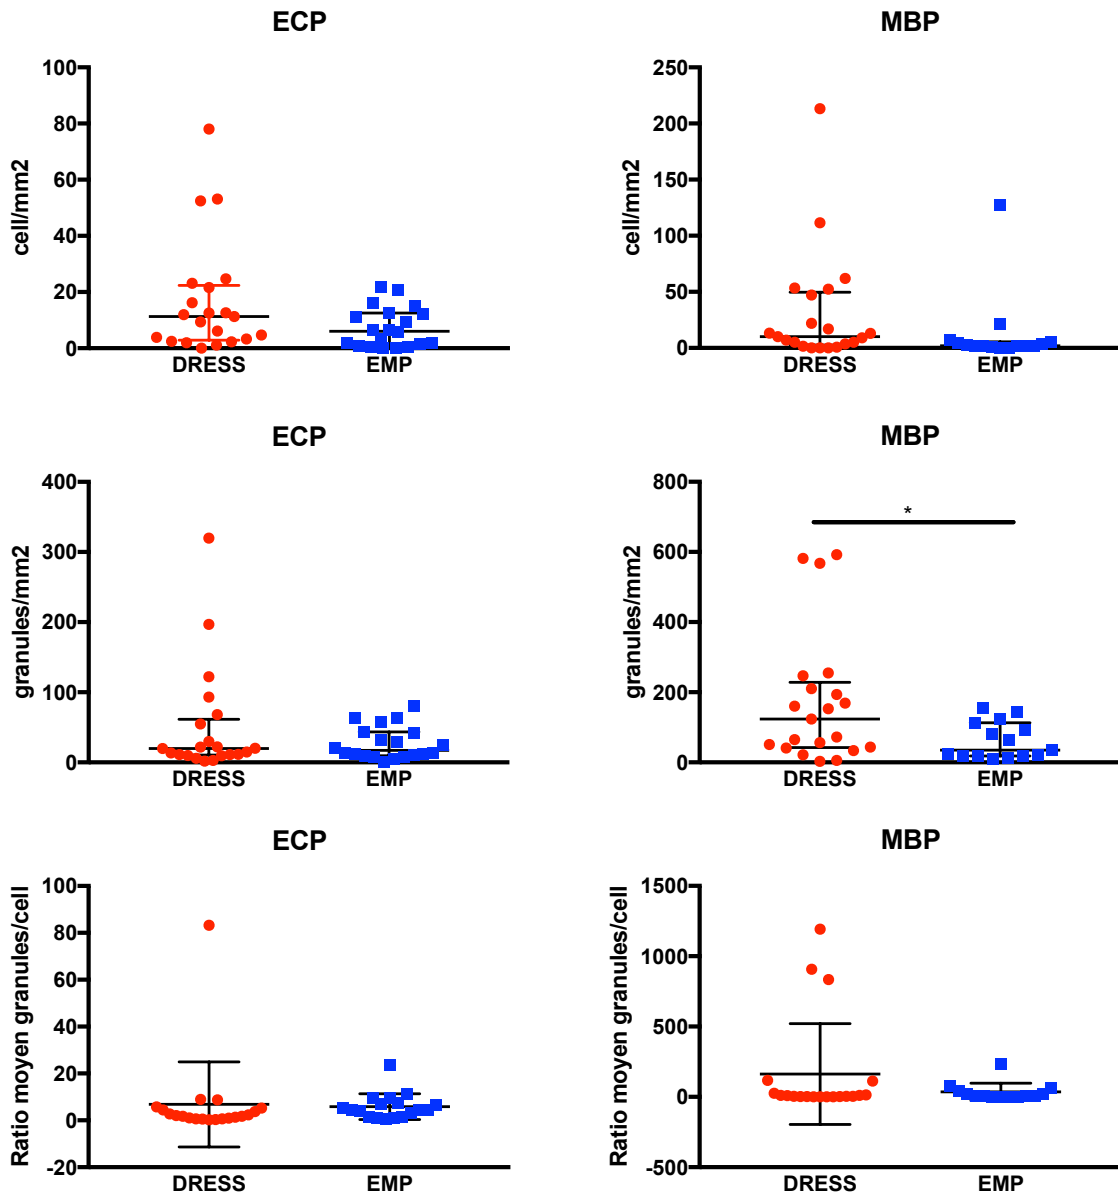 ECP
cell/mm2
100
80
60
40
20
0
DRESS EMP
MBP
cell/mm2
250
200
150
100
50
0
DRESS EMP
ECP
granules/mm2
400
300
200
100
0
DRESS EMP
MBP
granules/mm2
800
600
400
200
0
*
DRESS EMP
ECP
Ratio moyen granules/cell
100
80
60
40
20
0
-20
DRESS EMP
MBP
Ratio moyen granules/cell
1500
1000
500
0
-500
DRESS EMP